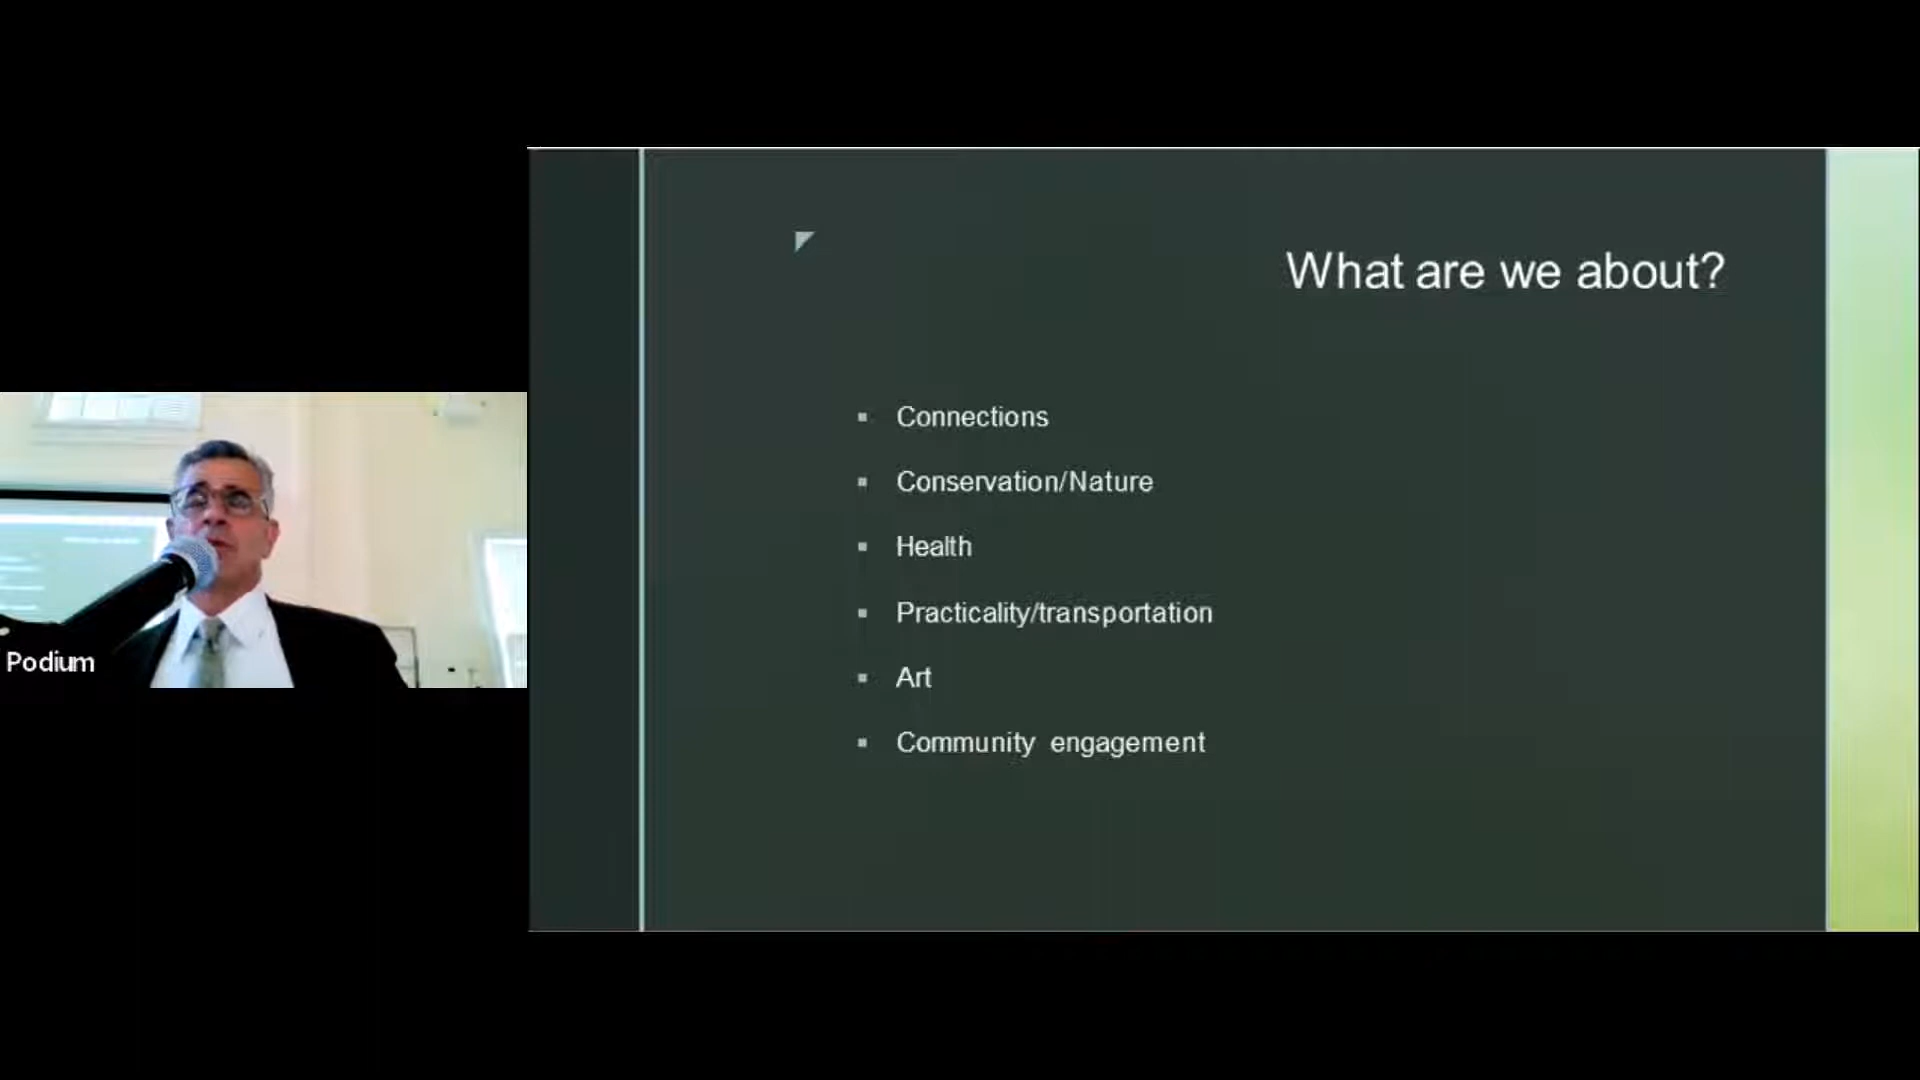 What are we about?
Connections
Conservation/Nature
Health
Practicality/transportation
Art
Community engagement
Podium